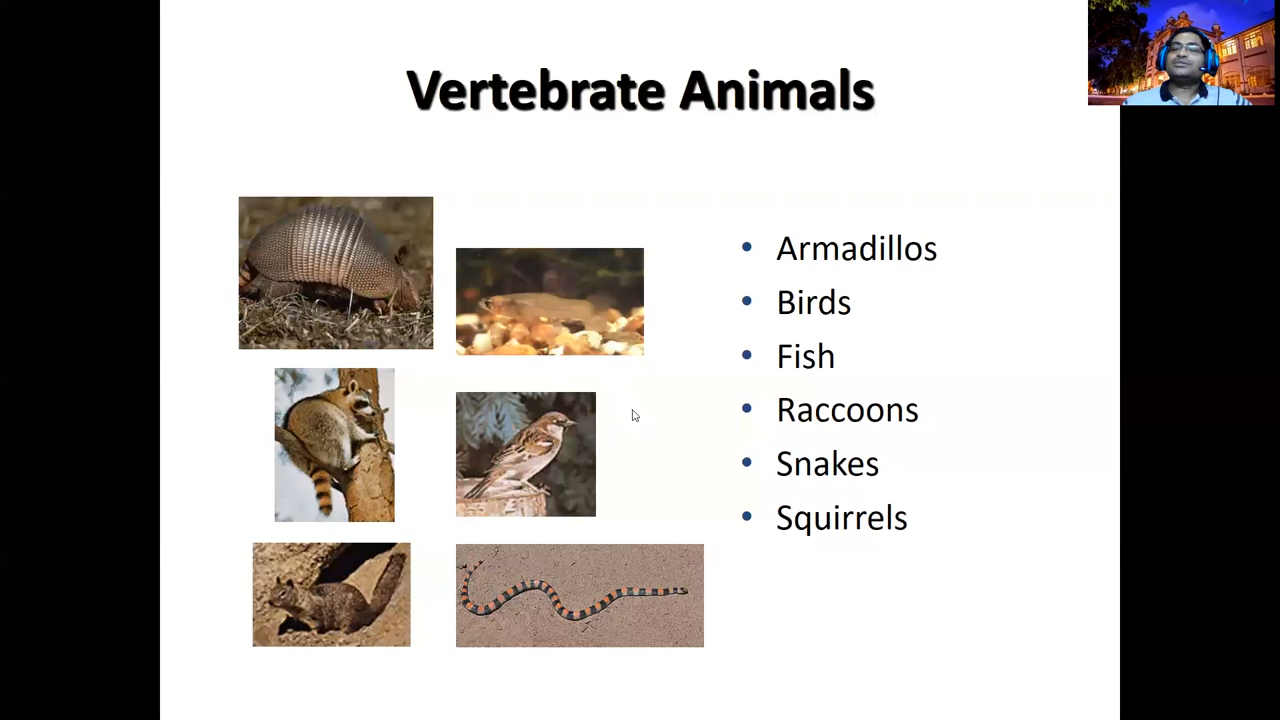 Vertebrate Animals
• Armadillos
• Birds
• Fish
• Raccoons
• Snakes
• Squirrels